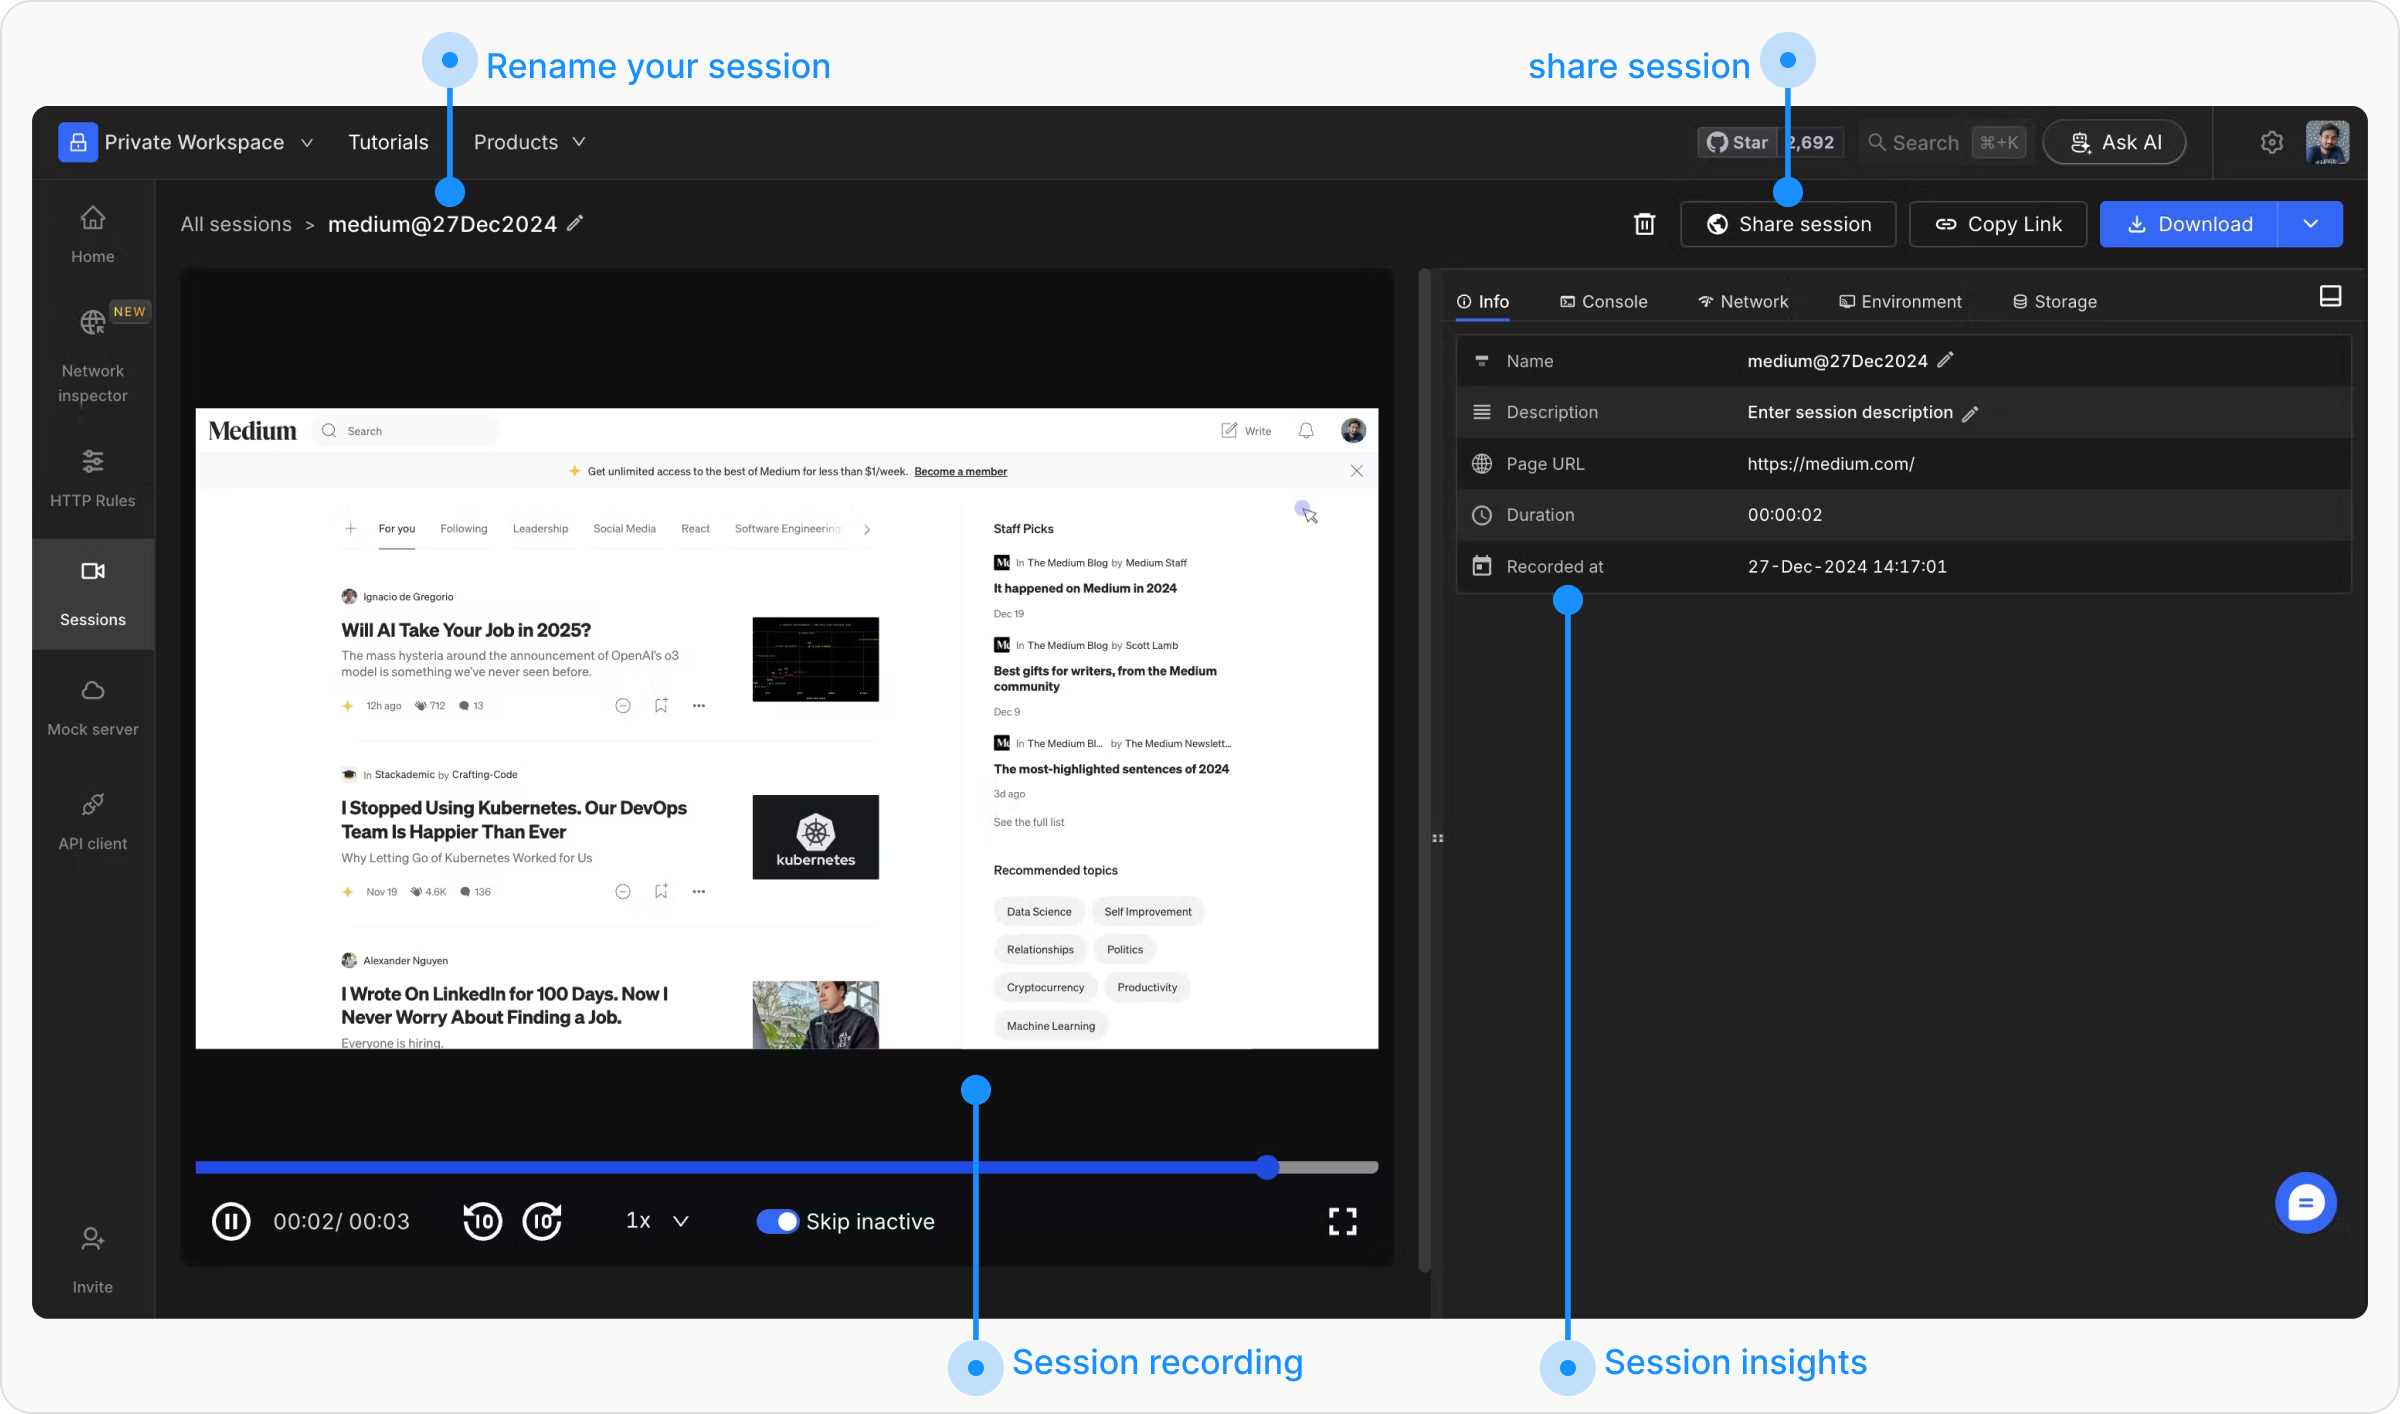 Rename your session
share session
Private Workspace
Tutorials
Products
Star
2,692
Search
⌘+K
Ask AI
Home
NEW
Network
inspector
HTTP Rules
Sessions
Mock server
API client
Invite
All sessions > medium@27Dec2024
Share session
Copy Link
Download
Medium
Search
Write
Get unlimited access to the best of Medium for less than $1/week. Become a member
For you
Following
Leadership
Social Media
React
Software Engineering
Ignacio de Gregorio
Will AI Take Your Job in 2025?
The mass hysteria around the announcement of OpenAI's o3
model is something we've never seen before.
12h ago 712 13
In Stackademic by Crafting-Code
I Stopped Using Kubernetes. Our DevOps
Team Is Happier Than Ever
Why Letting Go of Kubernetes Worked for Us
kubernetes
Nov 19 4.6K 136
Alexander Nguyen
I Wrote On LinkedIn for 100 Days. Now I
Never Worry About Finding a Job.
Everyone is hiring.
Staff Picks
In The Medium Blog by Medium Staff
It happened on Medium in 2024
Dec 19
In The Medium Blog by Scott Lamb
Best gifts for writers, from the Medium
community
Dec 9
In The Medium Bl... by The Medium Newslett...
The most-highlighted sentences of 2024
3d ago
See the full list
Recommended topics
Data Science
Self Improvement
Relationships
Politics
Cryptocurrency
Productivity
Machine Learning
00:02/ 00:03
10
10
1x
Skip inactive
Info
Console
Network
Environment
Storage
Name medium@27Dec2024
Description Enter session description
Page URL https://medium.com/
Duration 00:00:02
Recorded at 27-Dec-2024 14:17:01
Session recording
Session insights